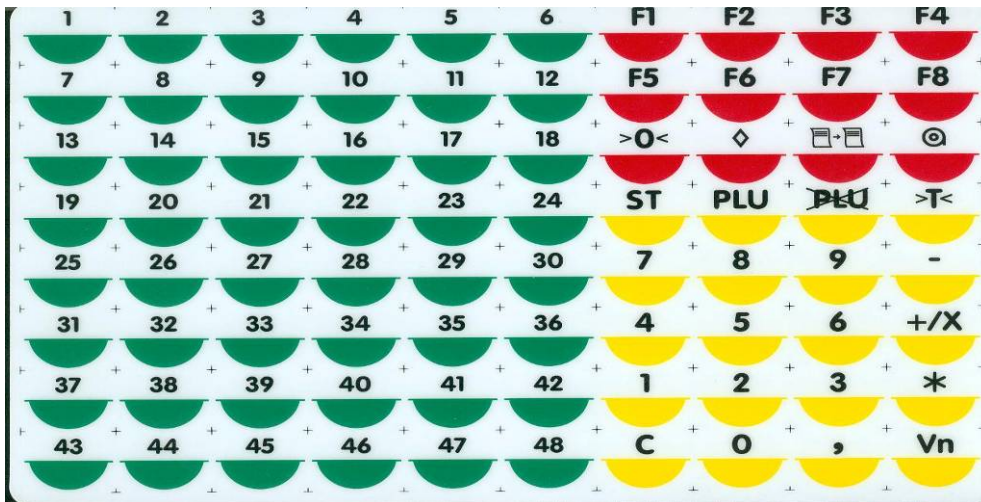 1 2 3 4 5 6 F1 F2 F3 F4
7 8 9 10 11 12 F5 F6 F7 F8
13 14 15 16 17 18 >0< ◇
19 20 21 22 23 24 ST PLU PLU >T<
25 26 27 28 29 30 7 8 9 -
31 32 33 34 35 36 4 5 6 +/X
37 38 39 40 41 42 1 2 3 *
43 44 45 46 47 48 C 0 , Vn